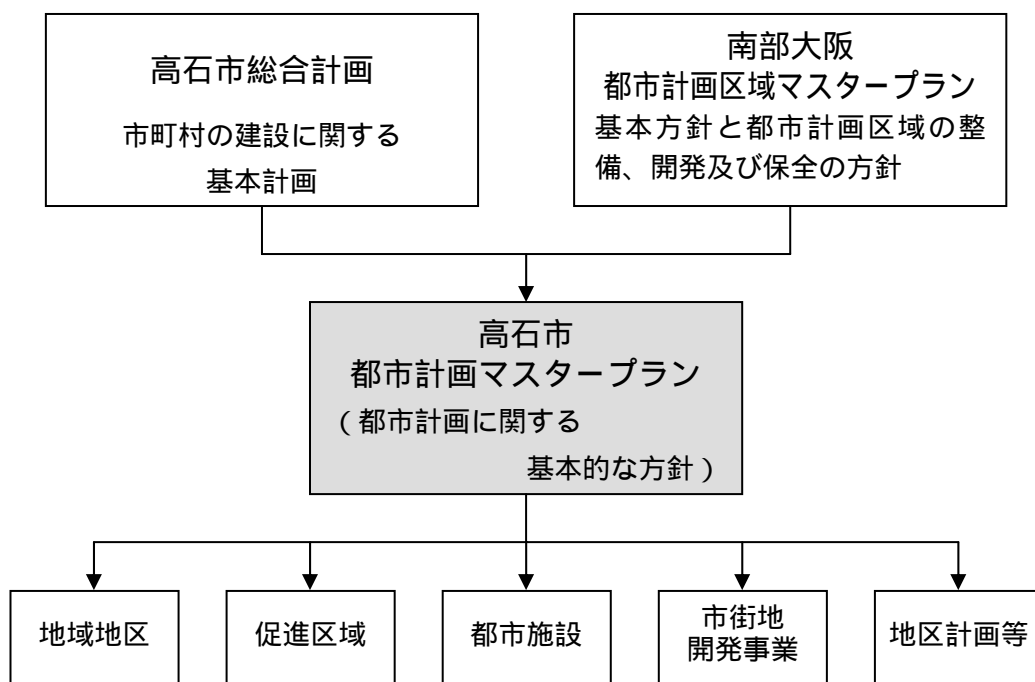 高石市総合計画
市町村の建設に関する
基本計画
南部大阪
都市計画区域マスタープラン
基本方針と都市計画区域の整
備、開発及び保全の方針
高石市
都市計画マスタープラン
（都市計画に関する
基本的な方針）
地域地区
促進区域
都市施設
市街地
開発事業
地区計画等